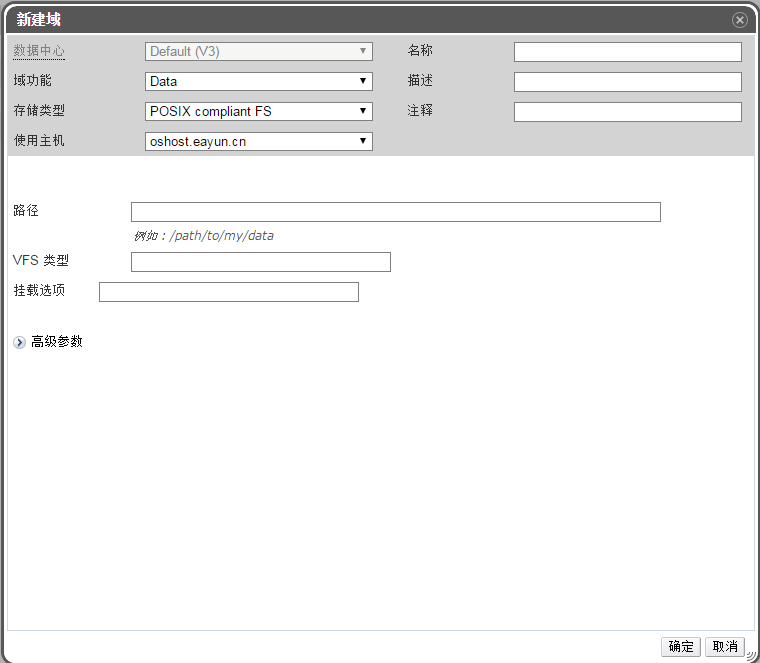 新建域
数据中心 Default (V3) 名称
域功能 Data 描述
存储类型 POSIX compliant FS 注释
使用主机 oshost.eayun.cn
路径
例如：/path/to/my/data
VFS 类型
挂载选项
高级参数
确定 取消